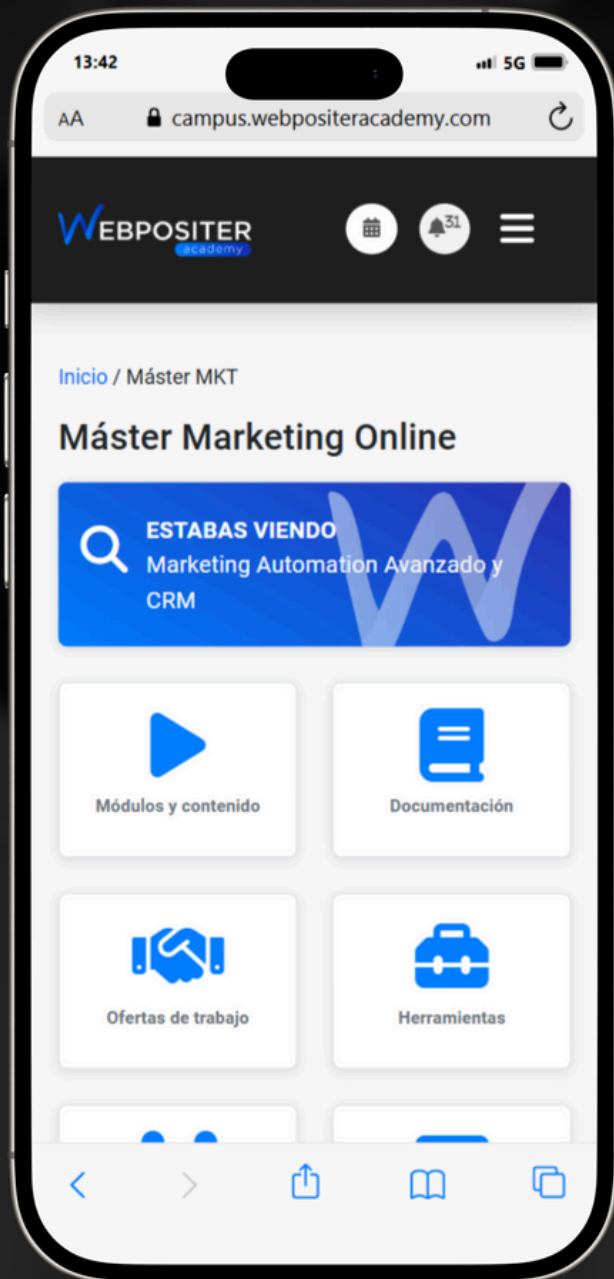 13:42
5G
AA campus.webpositeracademy.com
WEBPOSITER
academy
31
Inicio / Máster MKT
Máster Marketing Online
ESTABAS VIENDO
Marketing Automation Avanzado y
CRM
Módulos y contenido
Documentación
Ofertas de trabajo
Herramientas